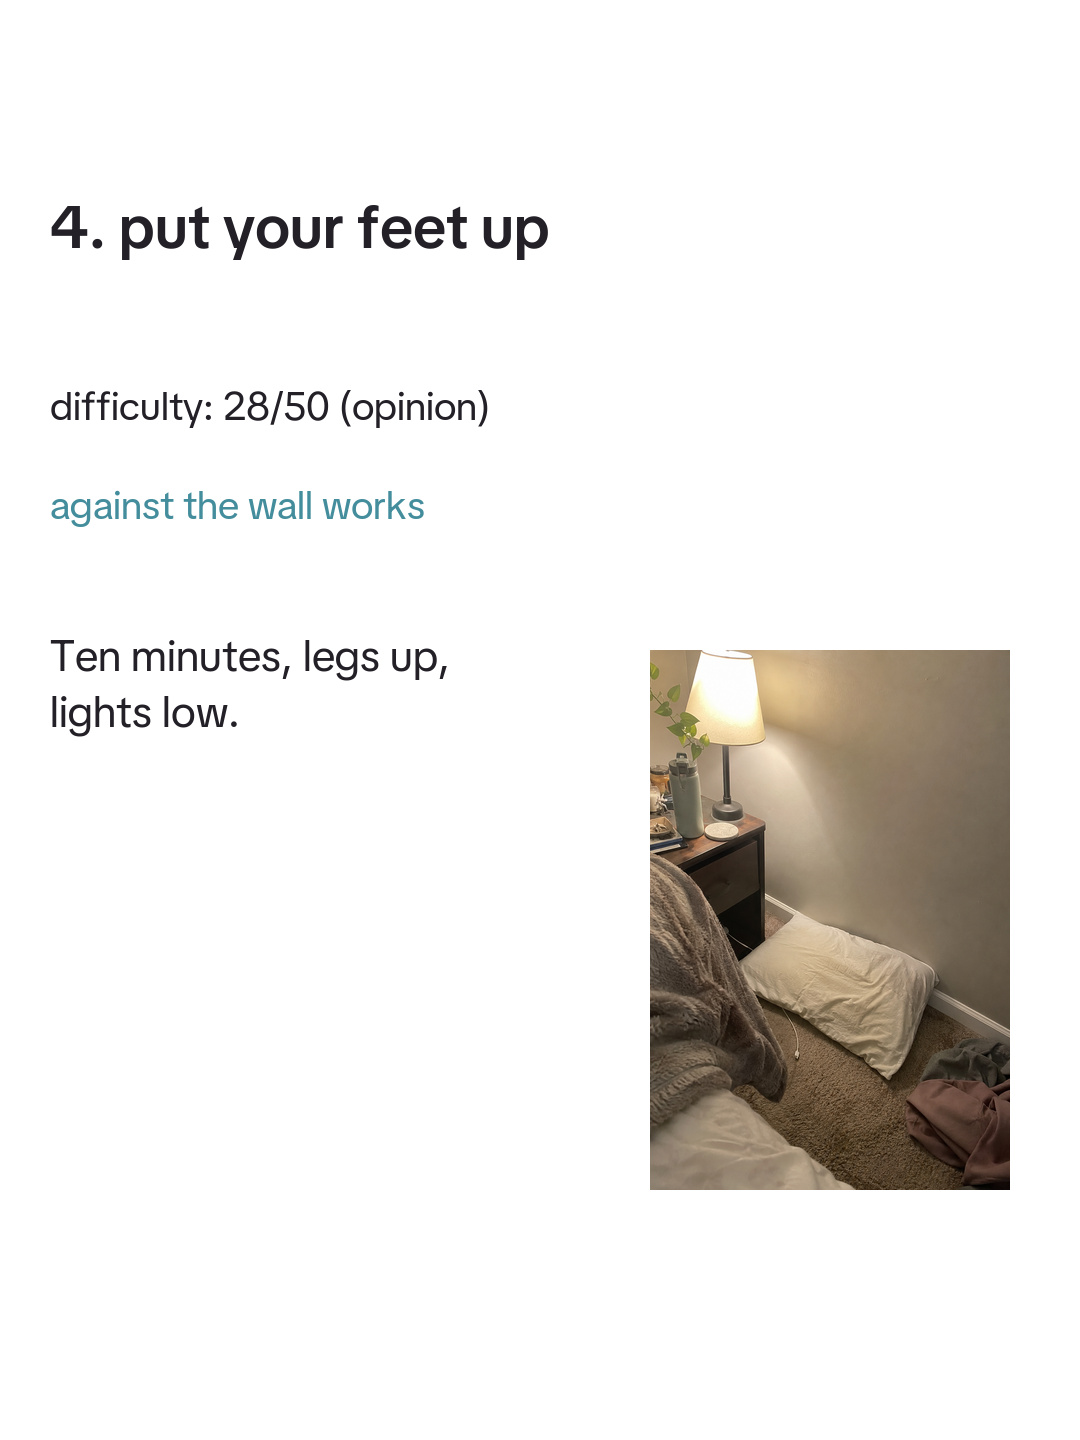 4. put your feet up
difficulty: 28/50 (opinion)
against the wall works
Ten minutes, legs up,
lights low.